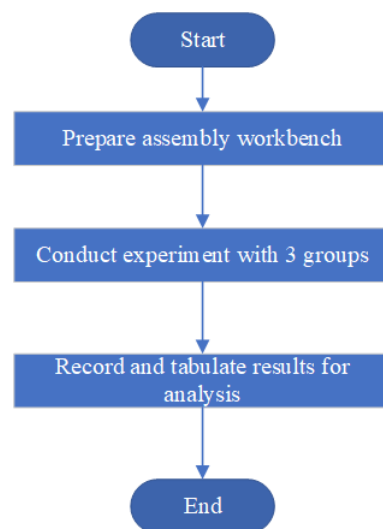 Start
Prepare assembly workbench
Conduct experiment with 3 groups
Record and tabulate results for
analysis
End